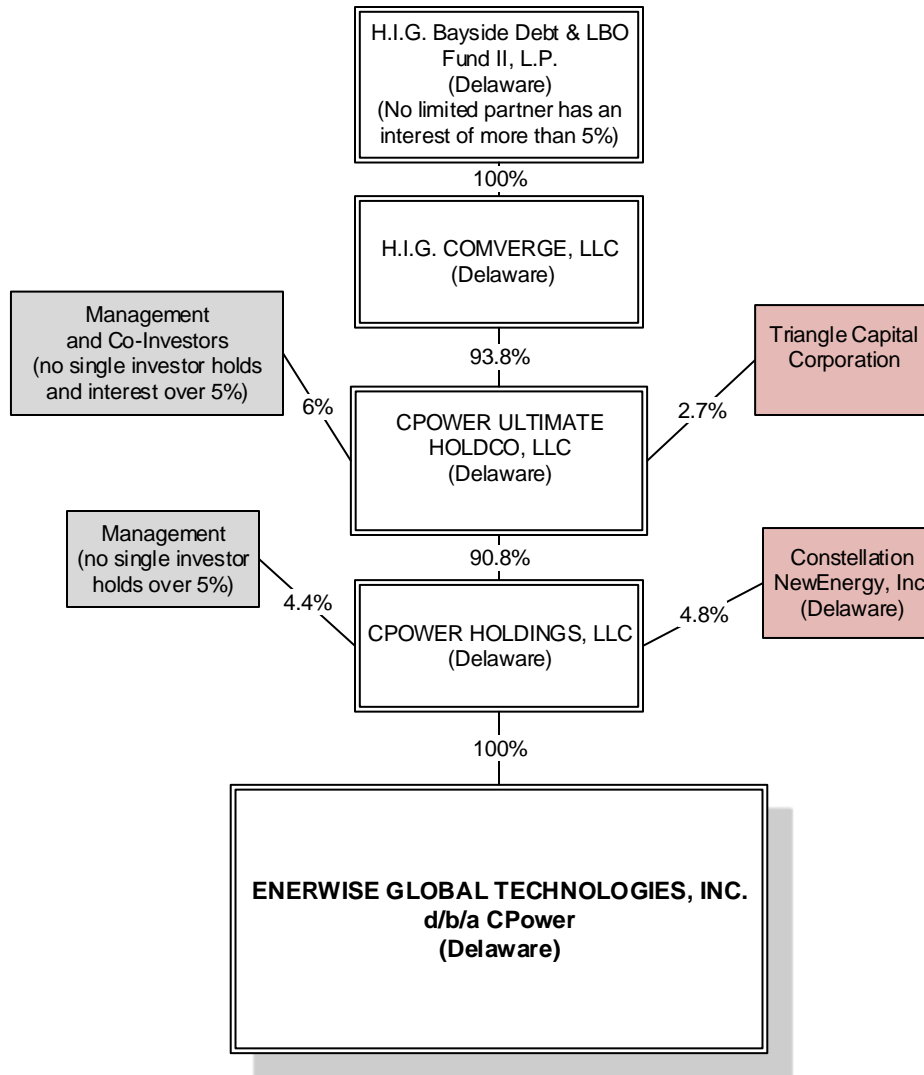 H.I.G. Bayside Debt & LBO
Fund II, L.P.
(Delaware)
(No limited partner has an
interest of more than 5%)
100%
H.I.G. COMVERGE, LLC
(Delaware)
Management
and Co-Investors
(no single investor holds
and interest over 5%)
93.8%
Triangle Capital
Corporation
6%
2.7%
CPOWER ULTIMATE
HOLDCO, LLC
(Delaware)
Management
(no single investor
holds over 5%)
90.8%
Constellation
NewEnergy, Inc
(Delaware)
4.4%
4.8%
CPOWER HOLDINGS, LLC
(Delaware)
100%
ENERWISE GLOBAL TECHNOLOGIES, INC.
d/b/a CPower
(Delaware)